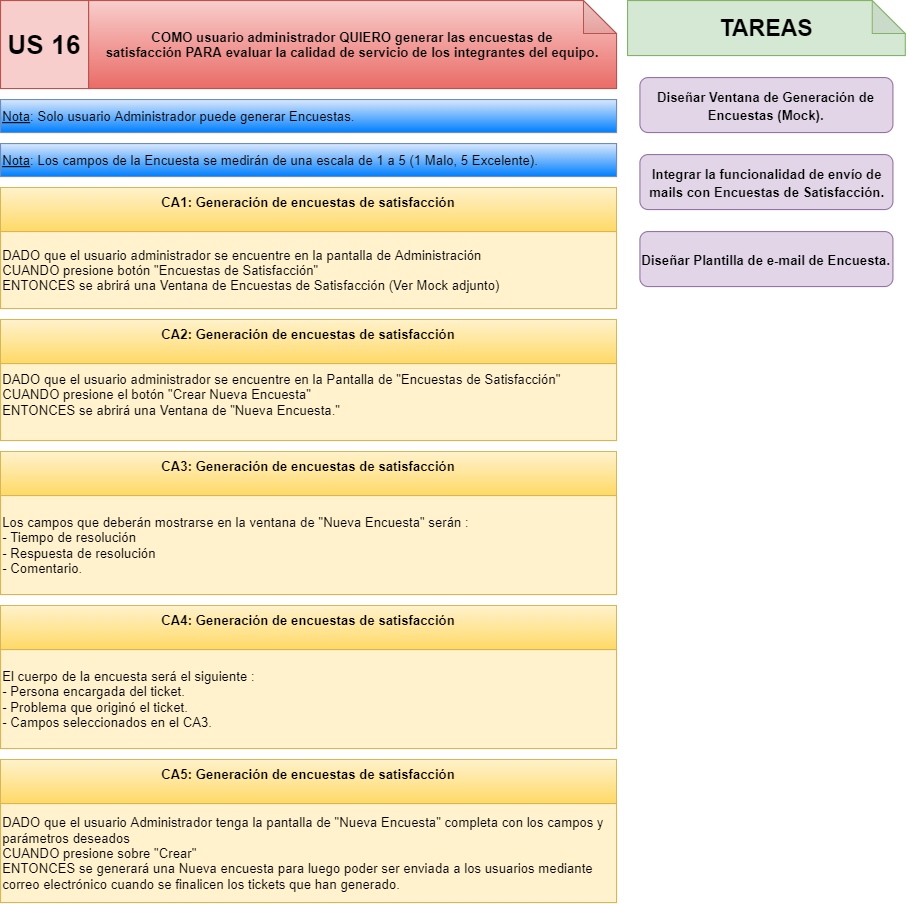 US 16
COMO usuario administrador QUIERO generar las encuestas de
satisfacción PARA evaluar la calidad de servicio de los integrantes del equipo.
Nota: Solo usuario Administrador puede generar Encuestas.
Nota: Los campos de la Encuesta se medirán de una escala de 1 a 5 (1 Malo, 5 Excelente).
CA1: Generación de encuestas de satisfacción
DADO que el usuario administrador se encuentre en la pantalla de Administración
CUANDO presione botón "Encuestas de Satisfacción"
ENTONCES se abrirá una Ventana de Encuestas de Satisfacción (Ver Mock adjunto)
CA2: Generación de encuestas de satisfacción
DADO que el usuario administrador se encuentre en la Pantalla de "Encuestas de Satisfacción"
CUANDO presione el botón "Crear Nueva Encuesta"
ENTONCES se abrirá una Ventana de "Nueva Encuesta."
CA3: Generación de encuestas de satisfacción
Los campos que deberán mostrarse en la ventana de "Nueva Encuesta" serán :
- Tiempo de resolución
- Respuesta de resolución
- Comentario.
CA4: Generación de encuestas de satisfacción
El cuerpo de la encuesta será el siguiente :
- Persona encargada del ticket.
- Problema que originó el ticket.
- Campos seleccionados en el CA3.
CA5: Generación de encuestas de satisfacción
DADO que el usuario Administrador tenga la pantalla de "Nueva Encuesta" completa con los campos y
parámetros deseados
CUANDO presione sobre "Crear"
ENTONCES se generará una Nueva encuesta para luego poder ser enviada a los usuarios mediante
correo electrónico cuando se finalicen los tickets que han generado.
TAREAS
Diseñar Ventana de Generación de
Encuestas (Mock).
Integrar la funcionalidad de envío de
mails con Encuestas de Satisfacción.
Diseñar Plantilla de e-mail de Encuesta.